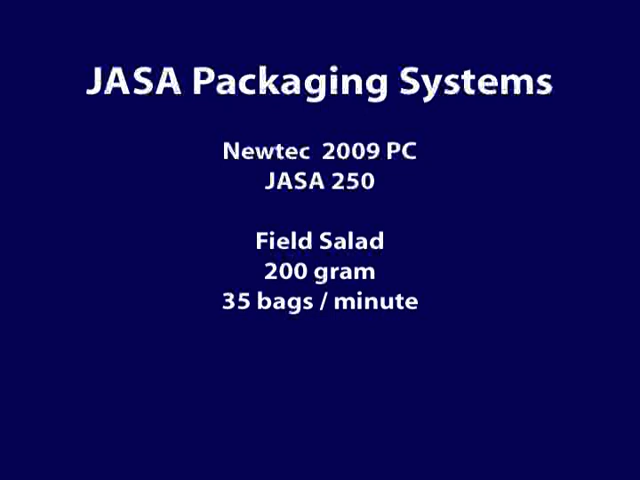 JASA Packaging Systems
Newtec 2009 PC
JASA 250
Field Salad
200 gram
35 bags / minute